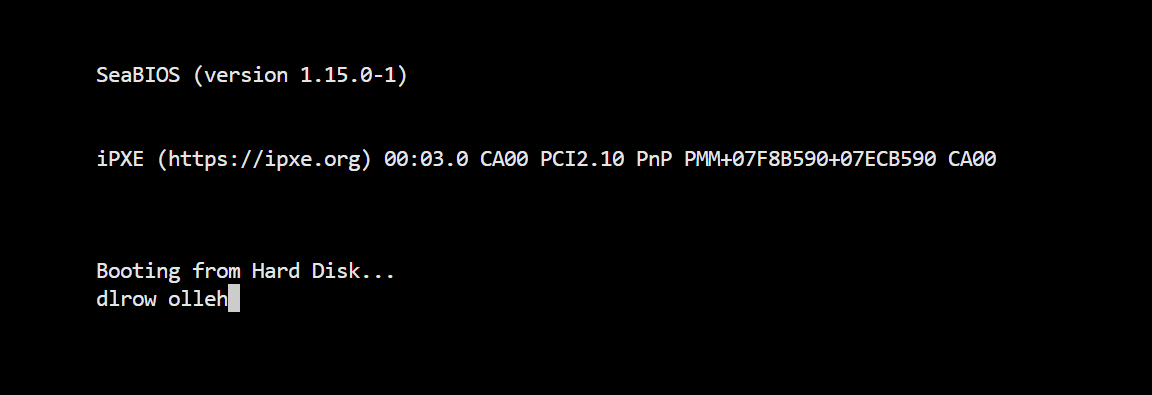 SeaBIOS (version 1.15.0-1)
iPXE (https://ipxe.org) 00:03.0 CA00 PCI2.10 PnP PMM+07F8B590+07ECB590 CA00
Booting from Hard Disk...
dlrow olleh